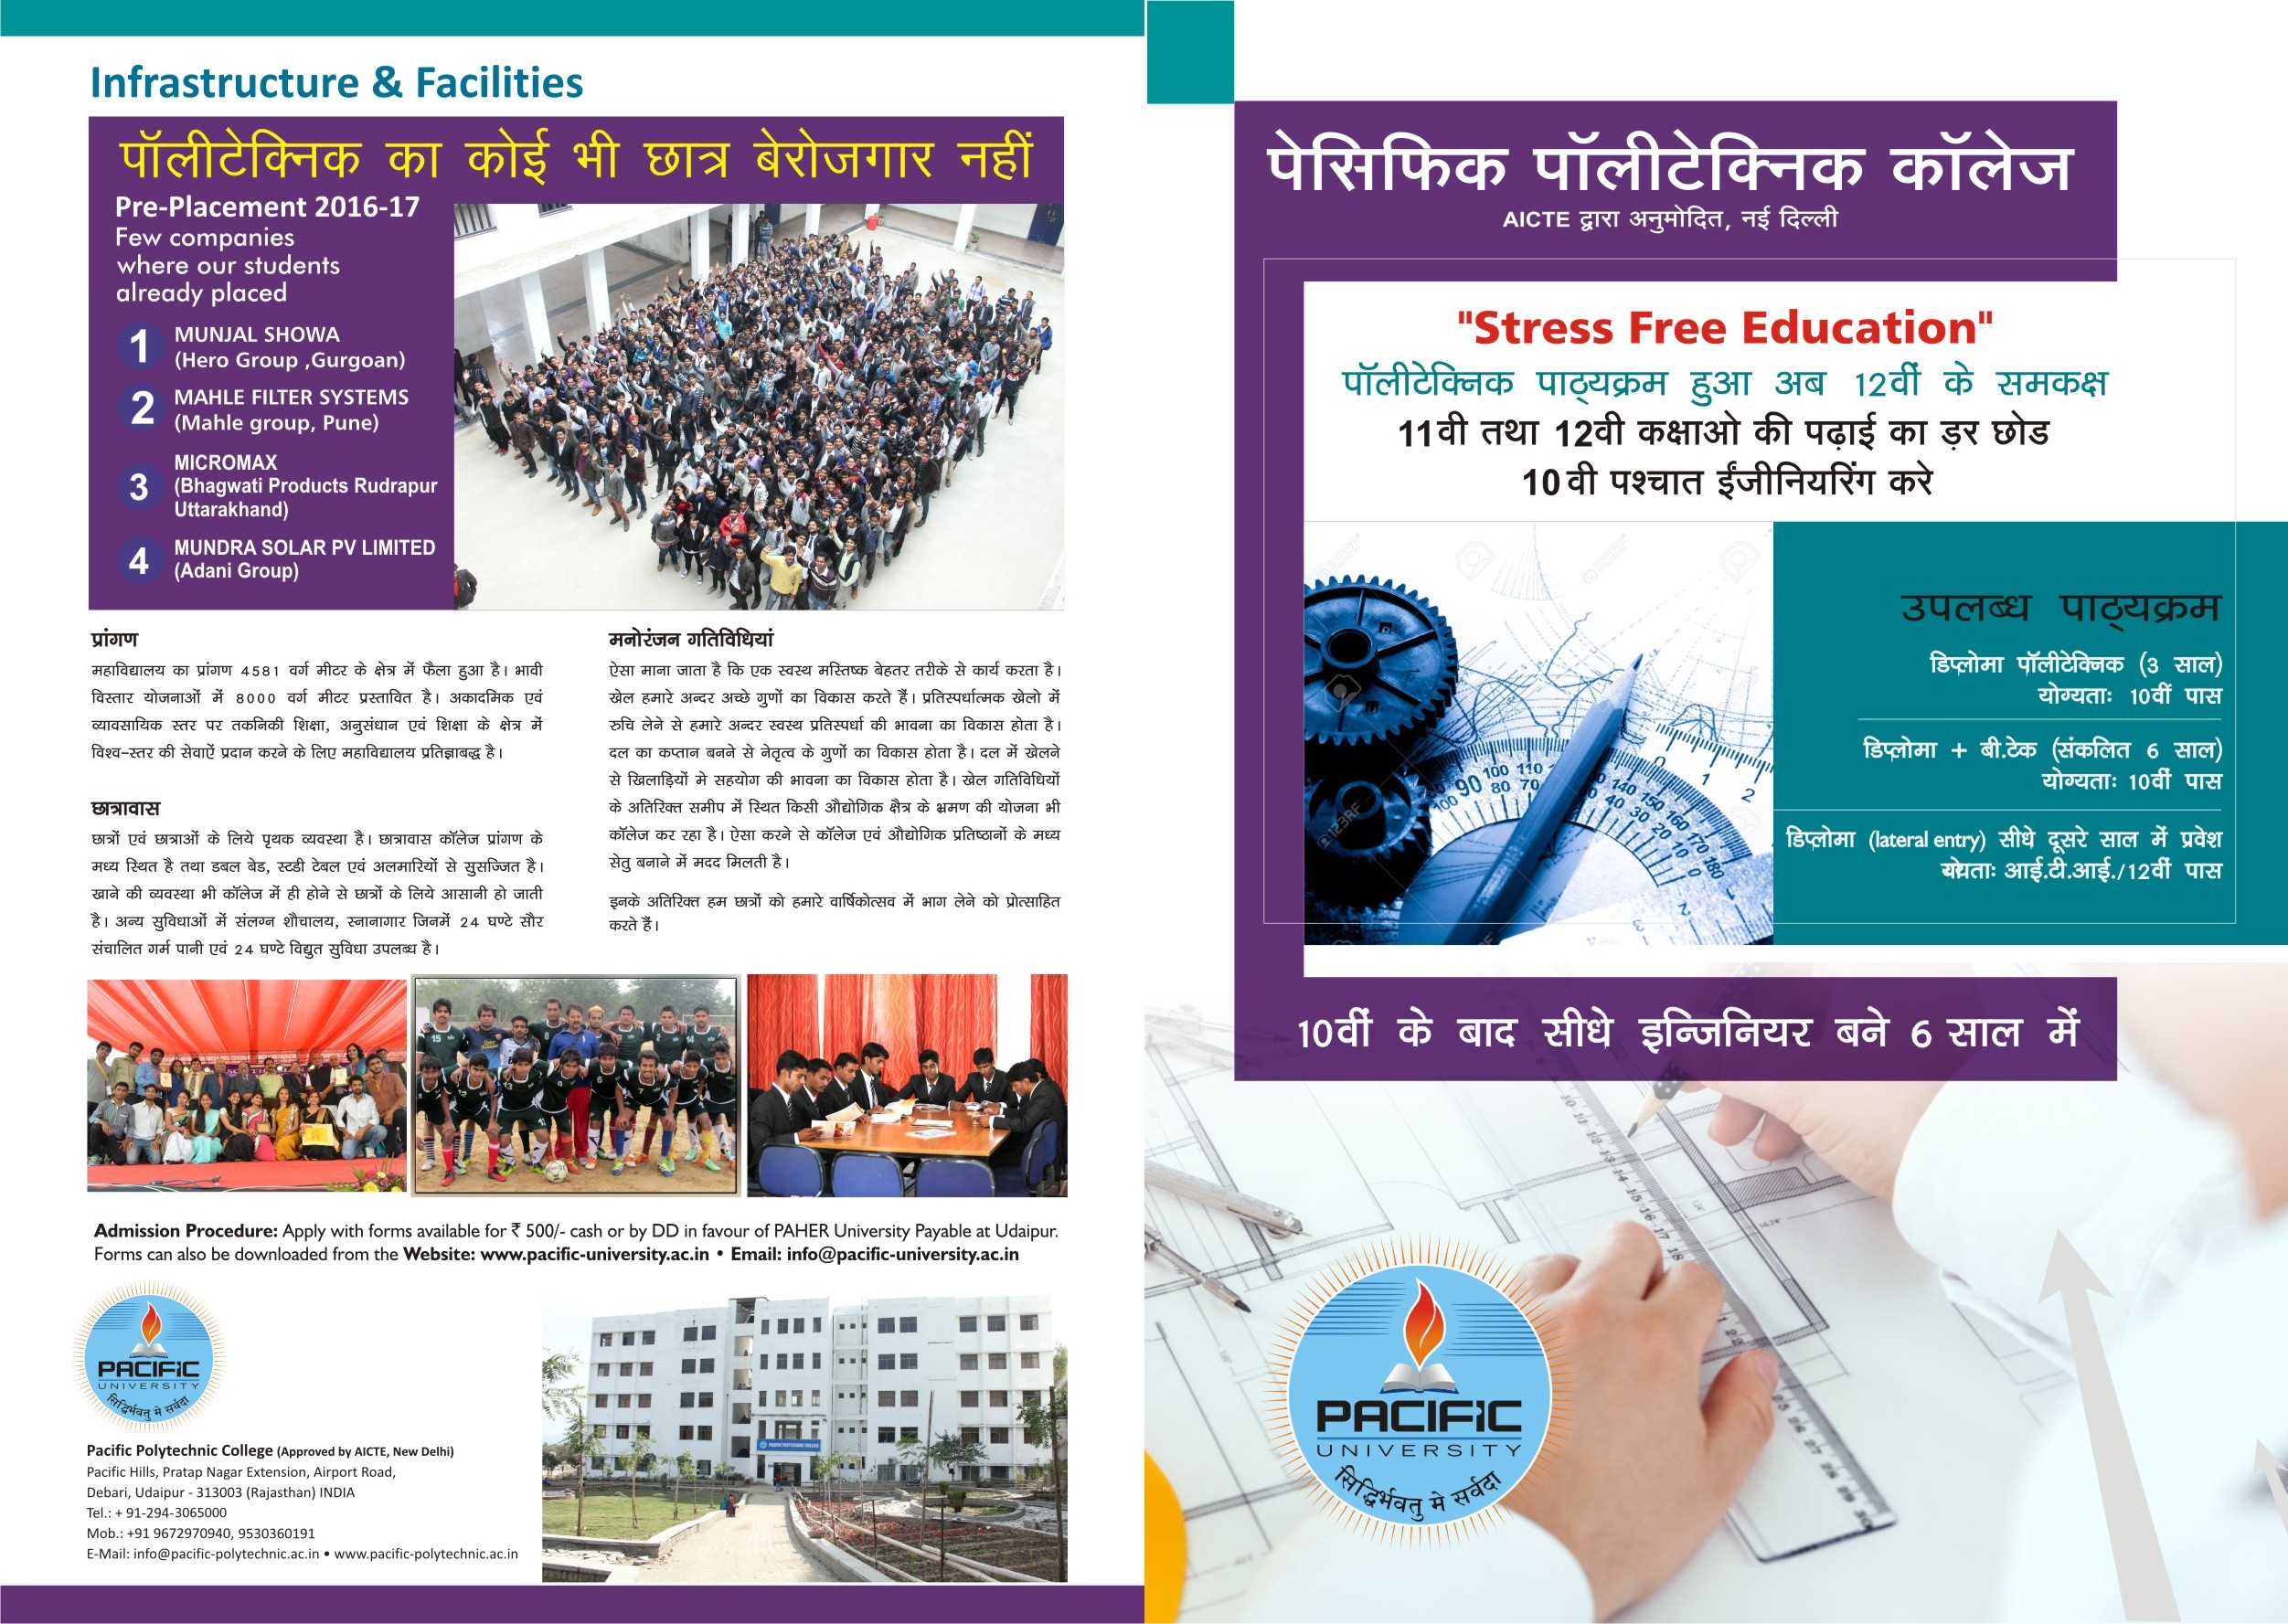 Infrastructure & Facilities
पॉलीटेक्निक का कोई भी छात्र बेरोजगार नहीं
Pre-Placement 2016-17
Few companies
where our students
already placed
1 MUNJAL SHOWA
(Hero Group ,Gurgoan)
2 MAHLE FILTER SYSTEMS
(Mahle group, Pune)
3 MICROMAX
(Bhagwati Products Rudrapur
Uttarakhand)
4 MUNDRA SOLAR PV LIMITED
(Adani Group)
प्रांगण
महाविद्यालय का प्रांगण 4581 वर्ग मीटर के क्षेत्र में फैला हुआ है। भावी
विस्तार योजनाओं में 8000 वर्ग मीटर प्रस्तावित है। अकादमिक एवं
व्यावसायिक स्तर पर तकनिकी शिक्षा, अनुसंधान एवं शिक्षा के क्षेत्र में
विश्व–स्तर की सेवाऐं प्रदान करने के लिए महाविद्यालय प्रतिज्ञाबद्ध है।
छात्रावास
छात्रों एवं छात्राओं के लिये पृथक व्यवस्था है। छात्रावास कॉलेज प्रांगण के
मध्य स्थित है तथा डबल बेड, स्टडी टेबल एवं अलमारियों से सुसज्जित है।
खाने की व्यवस्था भी कॉलेज में ही होने से छात्रों के लिये आसानी हो जाती
है। अन्य सुविधाओं में संलग्न शौचालय, स्नानागार जिनमें 24 घण्टे सौर
संचालित गर्म पानी एवं 24 घण्टे विद्युत सुविधा उपलब्ध है।
मनोरंजन गतिविधियां
ऐसा माना जाता है कि एक स्वस्थ मस्तिष्क बेहतर तरीके से कार्य करता है।
खेल हमारे अन्दर अच्छे गुणों का विकास करते हैं। प्रतिस्पर्धात्मक खेलो में
रुचि लेने से हमारे अन्दर स्वस्थ प्रतिस्पर्धा की भावना का विकास होता है।
दल का कप्तान बनने से नेतृत्व के गुणों का विकास होता है। दल में खेलने
से खिलाड़ियों मे सहयोग की भावना का विकास होता है। खेल गतिविधियों
के अतिरिक्त समीप में स्थित किसी औद्योगिक क्षैत्र के भ्रमण की योजना भी
कॉलेज कर रहा है। ऐसा करने से कॉलेज एवं औद्योगिक प्रतिष्ठानों के मध्य
सेतु बनाने में मदद मिलती है।
इनके अतिरिक्त हम छात्रों को हमारे वार्षिकोत्सव में भाग लेने को प्रोत्साहित
करते हैं।
Admission Procedure: Apply with forms available for ₹ 500/- cash or by DD in favour of PAHER University Payable at Udaipur.
Forms can also be downloaded from the Website: www.pacific-university.ac.in • Email: info@pacific-university.ac.in
PACIFIC
UNIVERSITY
सिद्धिर्भवतु मे सर्वदा
PACIFIC POLYTECHNIC COLLEGE
Pacific Polytechnic College (Approved by AICTE, New Delhi)
Pacific Hills, Pratap Nagar Extension, Airport Road,
Debari, Udaipur - 313003 (Rajasthan) INDIA
Tel.: + 91-294-3065000
Mob.: +91 9672970940, 9530360191
E-Mail: info@pacific-polytechnic.ac.in • www.pacific-polytechnic.ac.in
पेसिफिक पॉलीटेक्निक कॉलेज
AICTE द्वारा अनुमोदित, नई दिल्ली
"Stress Free Education"
पॉलीटेक्निक पाठ्यक्रम हुआ अब 12वीं के समकक्ष
11वी तथा 12वी कक्षाओ की पढ़ाई का ड़र छोड
10वी पश्चात ईंजीनियरिंग करे
उपलब्ध पाठ्यक्रम
डिप्लोमा पॉलीटेक्निक (3 साल)
योग्यताः 10वीं पास
डिप्लोमा + बी.टेक (संकलित 6 साल)
योग्यताः 10वीं पास
डिप्लोमा (lateral entry) सीधे दूसरे साल में प्रवेश
आई.टी.आई./12वीं पास
10वीं के बाद सीधे इन्जिनियर बने 6 साल में
PACIFIC
UNIVERSITY
सिद्धिर्भवतु मे सर्वदा